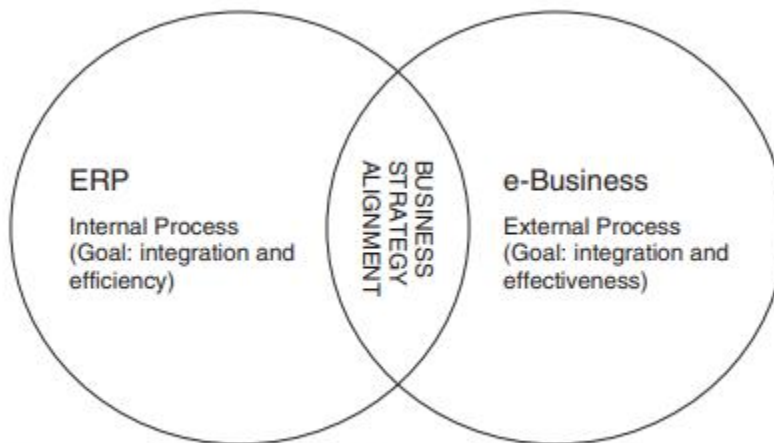 ERP
Internal Process
(Goal: integration and
efficiency)
BUSINESS
STRATEGY
ALIGNMENT
e-Business
External Process
(Goal: integration and
effectiveness)